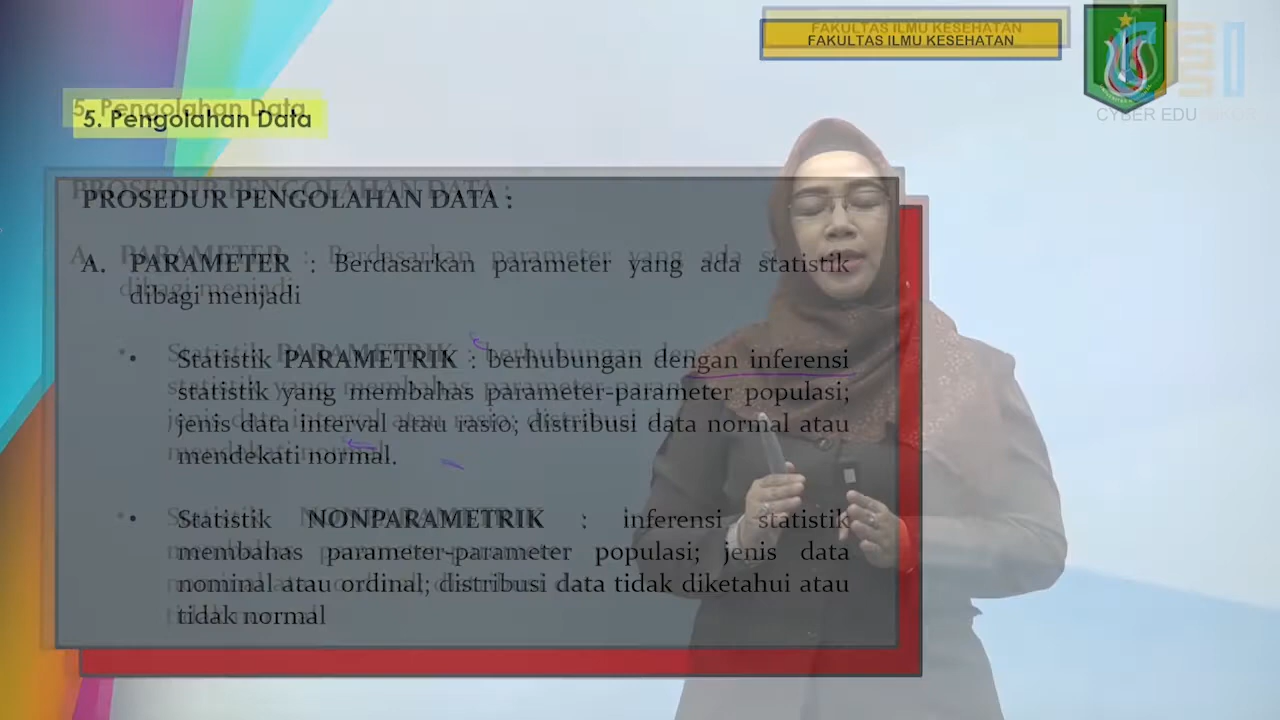 FAKULTAS ILMU KESEHATAN
CYBER EDU
5. Pengolahan Data
PROSEDUR PENGOLAHAN DATA :
A. PARAMETER : Berdasarkan parameter yang ada statistik
dibagi menjadi
• Statistik PARAMETRIK : berhubungan dengan inferensi
statistik yang membahas parameter-parameter populasi;
jenis data interval atau rasio; distribusi data normal atau
mendekati normal.
• Statistik NONPARAMETRIK : inferensi statistik
membahas parameter-parameter populasi; jenis data
nominal atau ordinal; distribusi data tidak diketahui atau
tidak normal